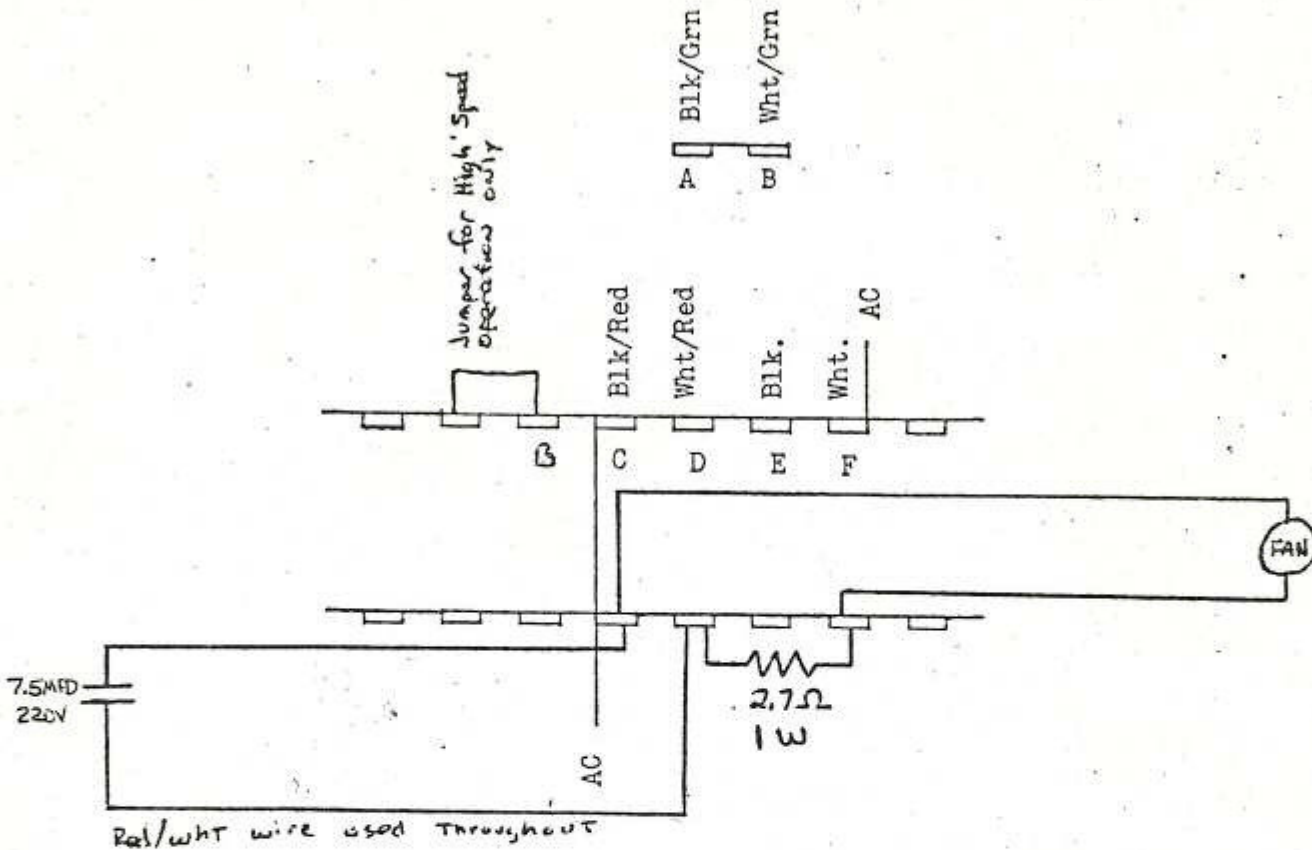 Blk/Grn
Wht/Grn
A B
Jumper for High Speed
Operation only
Blk/Red
Wht/Red
Blk.
Wht.
AC
B C D E F
FAN
7.5MFD
220V
2.7Ω
1W
AC
Red/wht wire used Throughout